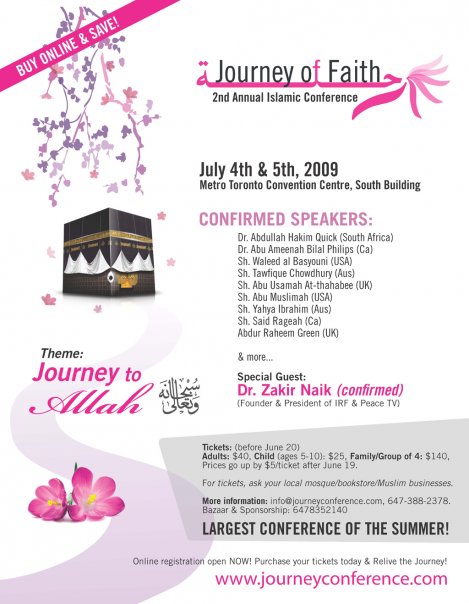 BUY ONLINE & SAVE!
Journey of Faith
رحلة
2nd Annual Islamic Conference
July 4th & 5th, 2009
Metro Toronto Convention Centre, South Building
CONFIRMED SPEAKERS:
Dr. Abdullah Hakim Quick (South Africa)
Dr. Abu Ameenah Bilal Philips (Ca)
Sh. Waleed al Basyouni (USA)
Sh. Tawfique Chowdhury (Aus)
Sh. Abu Usamah At-thahabee (UK)
Sh. Abu Muslimah (USA)
Sh. Yahya Ibrahim (Aus)
Sh. Said Rageah (Ca)
Abdur Raheem Green (UK)
& more...
Theme:
Journey to
Allah
سبحانه وتعالى
Special Guest:
Dr. Zakir Naik (confirmed)
(Founder & President of IRF & Peace TV)
Tickets: (before June 20)
Adults: $40, Child (ages 5-10): $25, Family/Group of 4: $140,
Prices go up by $5/ticket after June 19.
For tickets, ask your local mosque/bookstore/Muslim businesses.
More information: info@journeyconference.com, 647-388-2378.
Bazaar & Sponsorship: 6478352140
LARGEST CONFERENCE OF THE SUMMER!
Online registration open NOW! Purchase your tickets today & Relive the Journey!
www.journeyconference.com